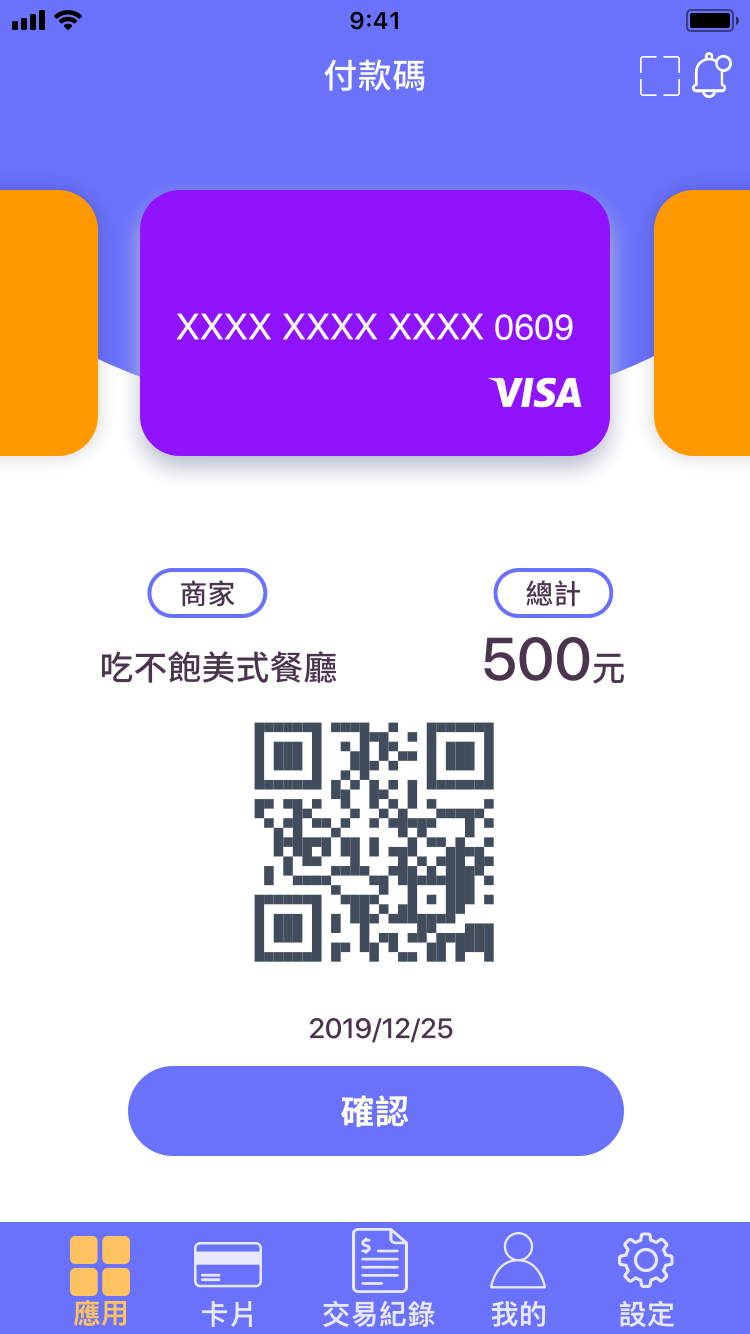 9:41
付款碼
XXXX XXXX XXXX 0609
VISA
商家
總計
吃不飽美式餐廳
500元
2019/12/25
確認
應用
卡片
交易紀錄
我的
設定